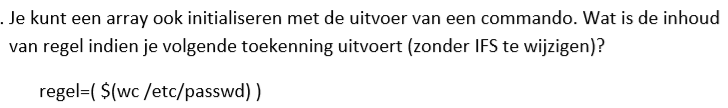 . Je kunt een array ook initialiseren met de uitvoer van een commando. Wat is de inhoud
van regel indien je volgende toekenning uitvoert (zonder IFS te wijzigen)?
regel=( $(wc /etc/passwd) )